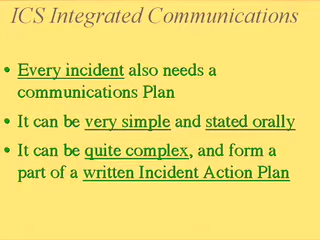 ICS Integrated Communications
• Every incident also needs a
communications Plan
• It can be very simple and stated orally
• It can be quite complex, and form a
part of a written Incident Action Plan